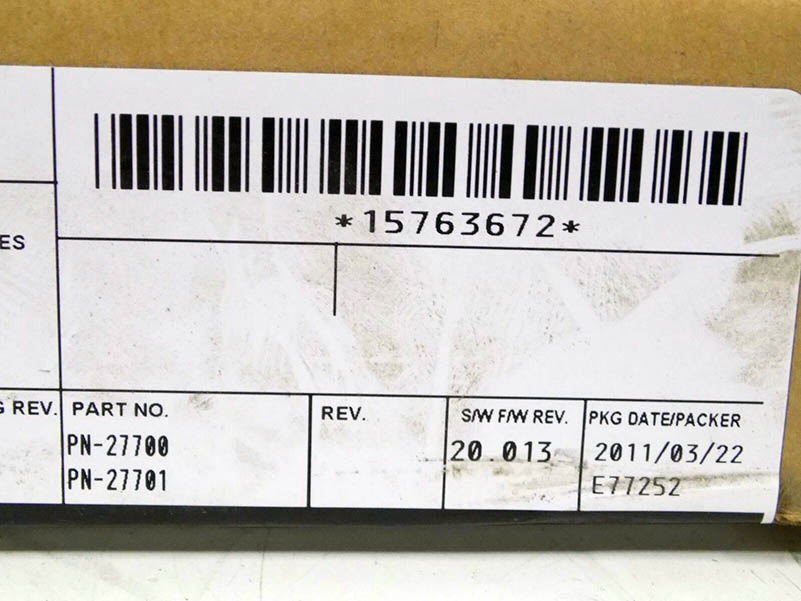 *15763672*
ES
G REV.
PART NO.
REV.
S/W F/W REV.
PKG DATE/PACKER
PN-27700
20.013
2011/03/22
PN-27701
E77252